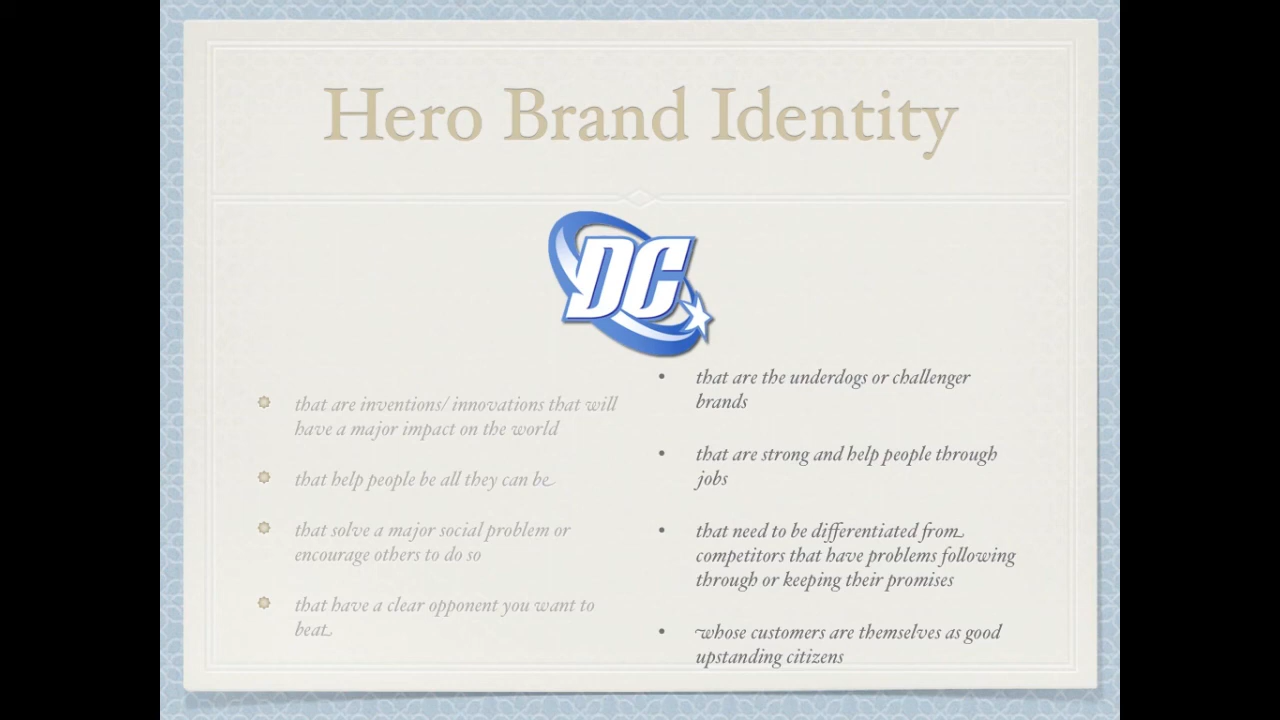 Hero Brand Identity
DC
that are inventions/ innovations that will
have a major impact on the world
that help people be all they can be
that solve a major social problem or
encourage others to do so
that have a clear opponent you want to
beat
• that are the underdogs or challenger
brands
• that are strong and help people through
jobs
• that need to be differentiated from
competitors that have problems following
through or keeping their promises
• whose customers are themselves as good
upstanding citizens